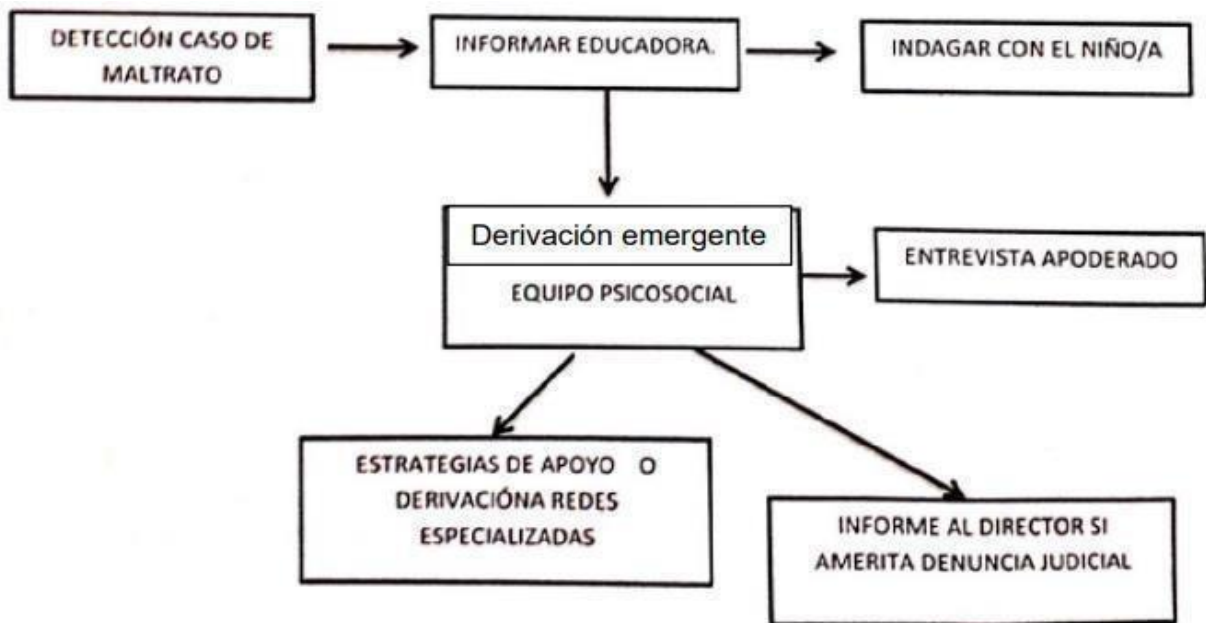 DETECCIÓN CASO DE
MALTRATO
INFORMAR EDUCADORA.
INDAGAR CON EL NIÑO/A
Derivación emergente
EQUIPO PSICOSOCIAL
ENTREVISTA APODERADO
ESTRATEGIAS DE APOYO O
DERIVACIÓNA REDES
ESPECIALIZADAS
INFORME AL DIRECTOR SI
AMERITA DENUNCIA JUDICIAL